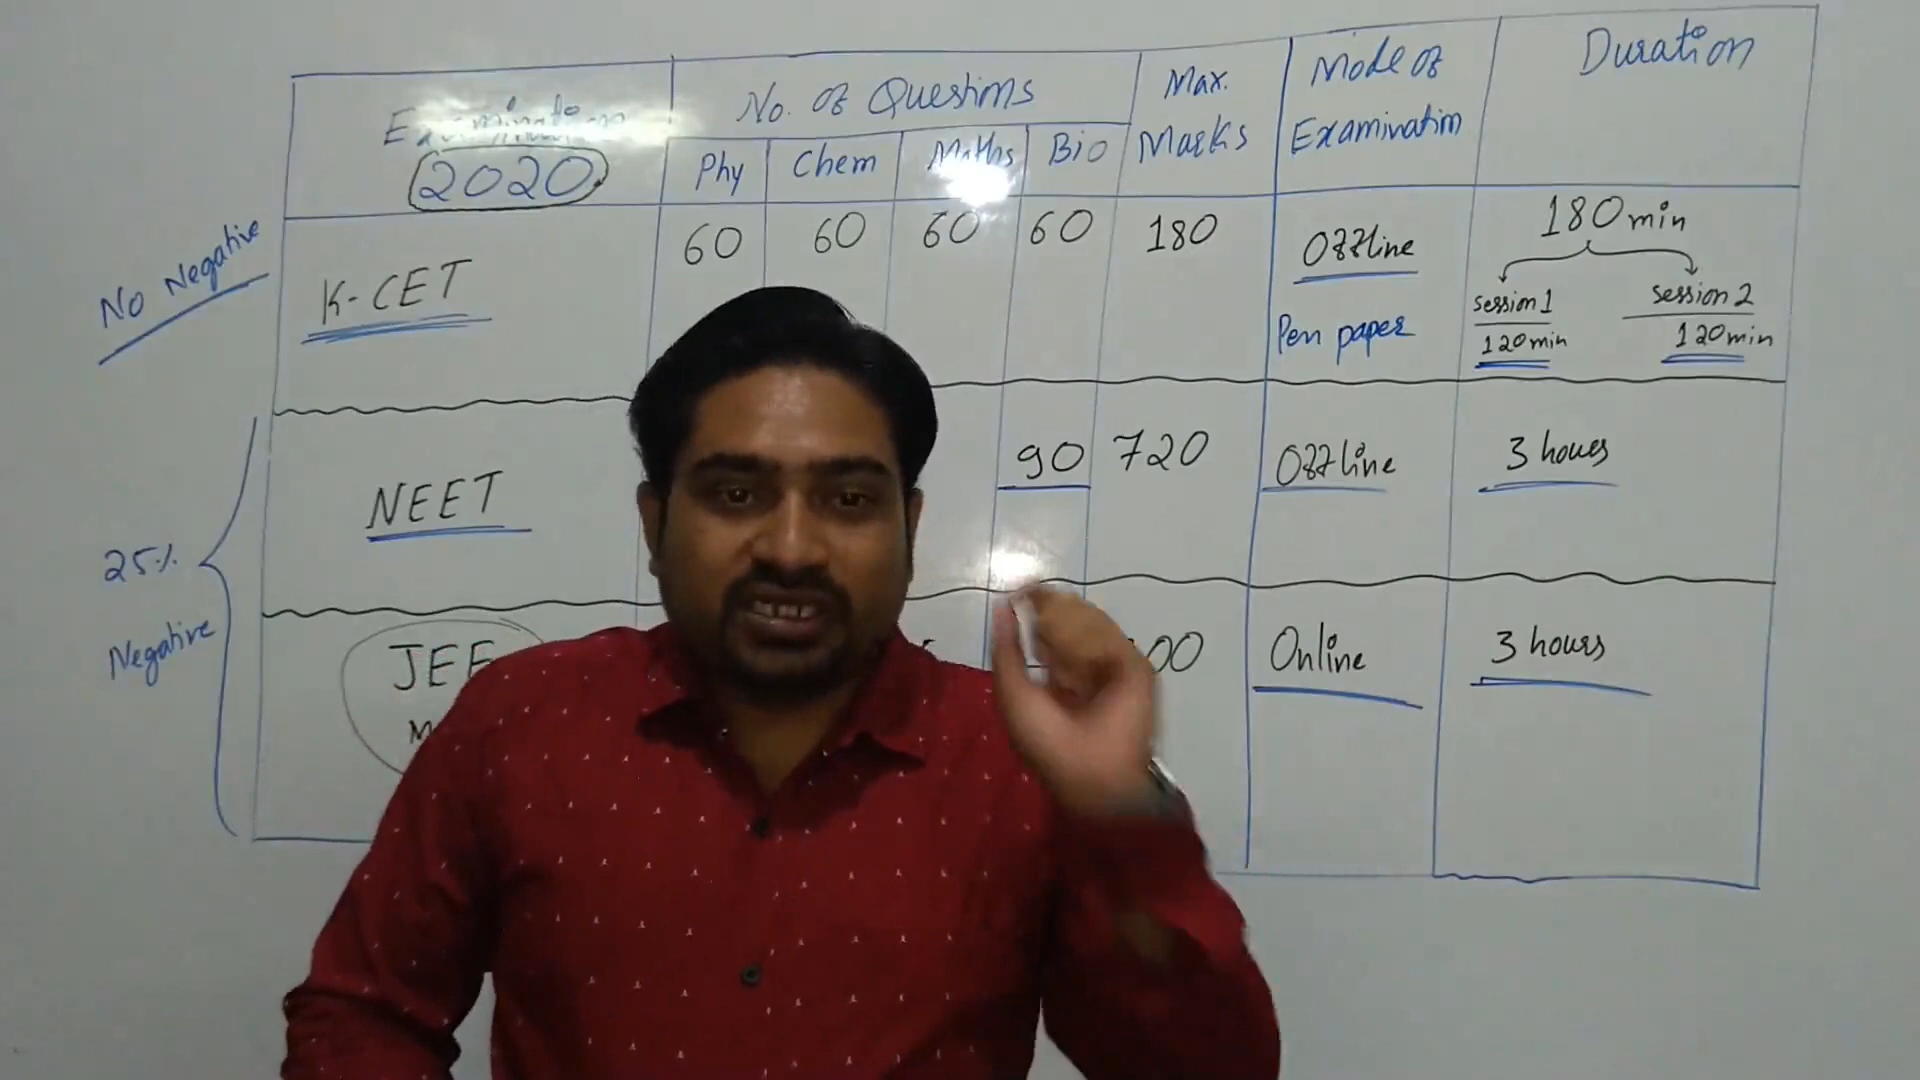 Examination
2020
No. of Questions
Phy Chem Maths Bio
Max.
Marks
Mode of
Examination
Duration
No Negative
K-CET
60 60 60 60 180
Offline
Pen paper
180 min
session 1 session 2
120 min 120 min
25%
Negative
NEET
90 720 Offline 3 hours
JEE
00 Online 3 hours